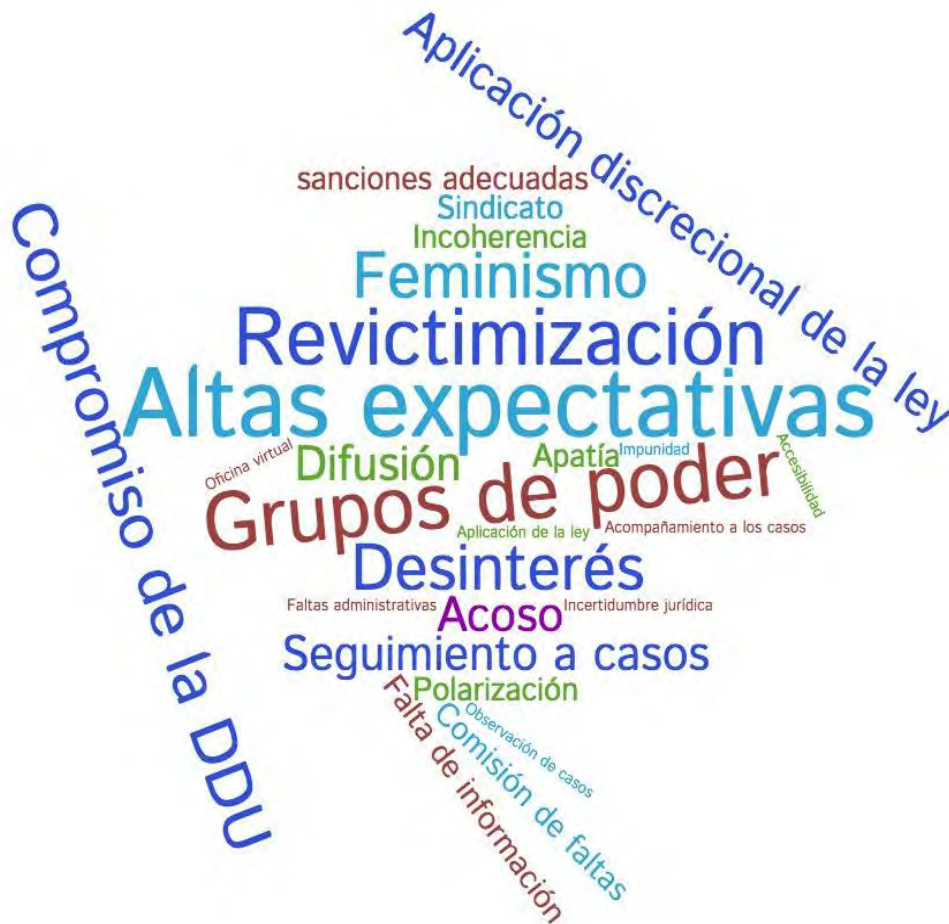 Aplicación discrecional de la ley
sanciones adecuadas
Sindicato
Incoherencia
Feminismo
Compromiso de la DDU
Revictimización
Altas expectativas
Oficina virtual
Difusión
Apatía
Impunidad
Accesibilidad
Grupos de poder
Aplicación de la ley
Acompañamiento a los casos
Desinterés
Faltas administrativas
Acoso
Incertidumbre jurídica
Seguimiento a casos
Polarización
Falta de información
Comisión de faltas
Observación de casos